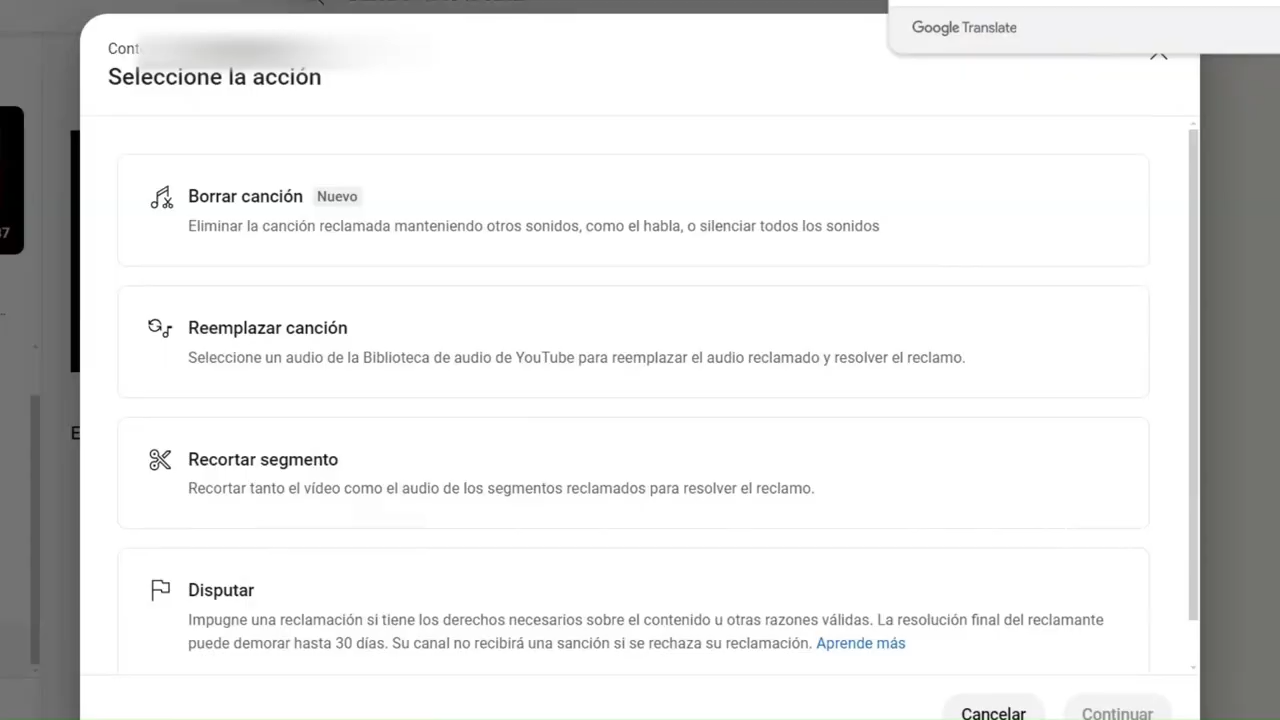 Google Translate
Seleccione la acción
Borrar canción Nuevo
Eliminar la canción reclamada manteniendo otros sonidos, como el habla, o silenciar todos los sonidos
Reemplazar canción
Seleccione un audio de la Biblioteca de audio de YouTube para reemplazar el audio reclamado y resolver el reclamo.
Recortar segmento
Recortar tanto el vídeo como el audio de los segmentos reclamados para resolver el reclamo.
Disputar
Impugne una reclamación si tiene los derechos necesarios sobre el contenido u otras razones válidas. La resolución final del reclamante
puede demorar hasta 30 días. Su canal no recibirá una sanción si se rechaza su reclamación. Aprende más
Cancelar
Continuar